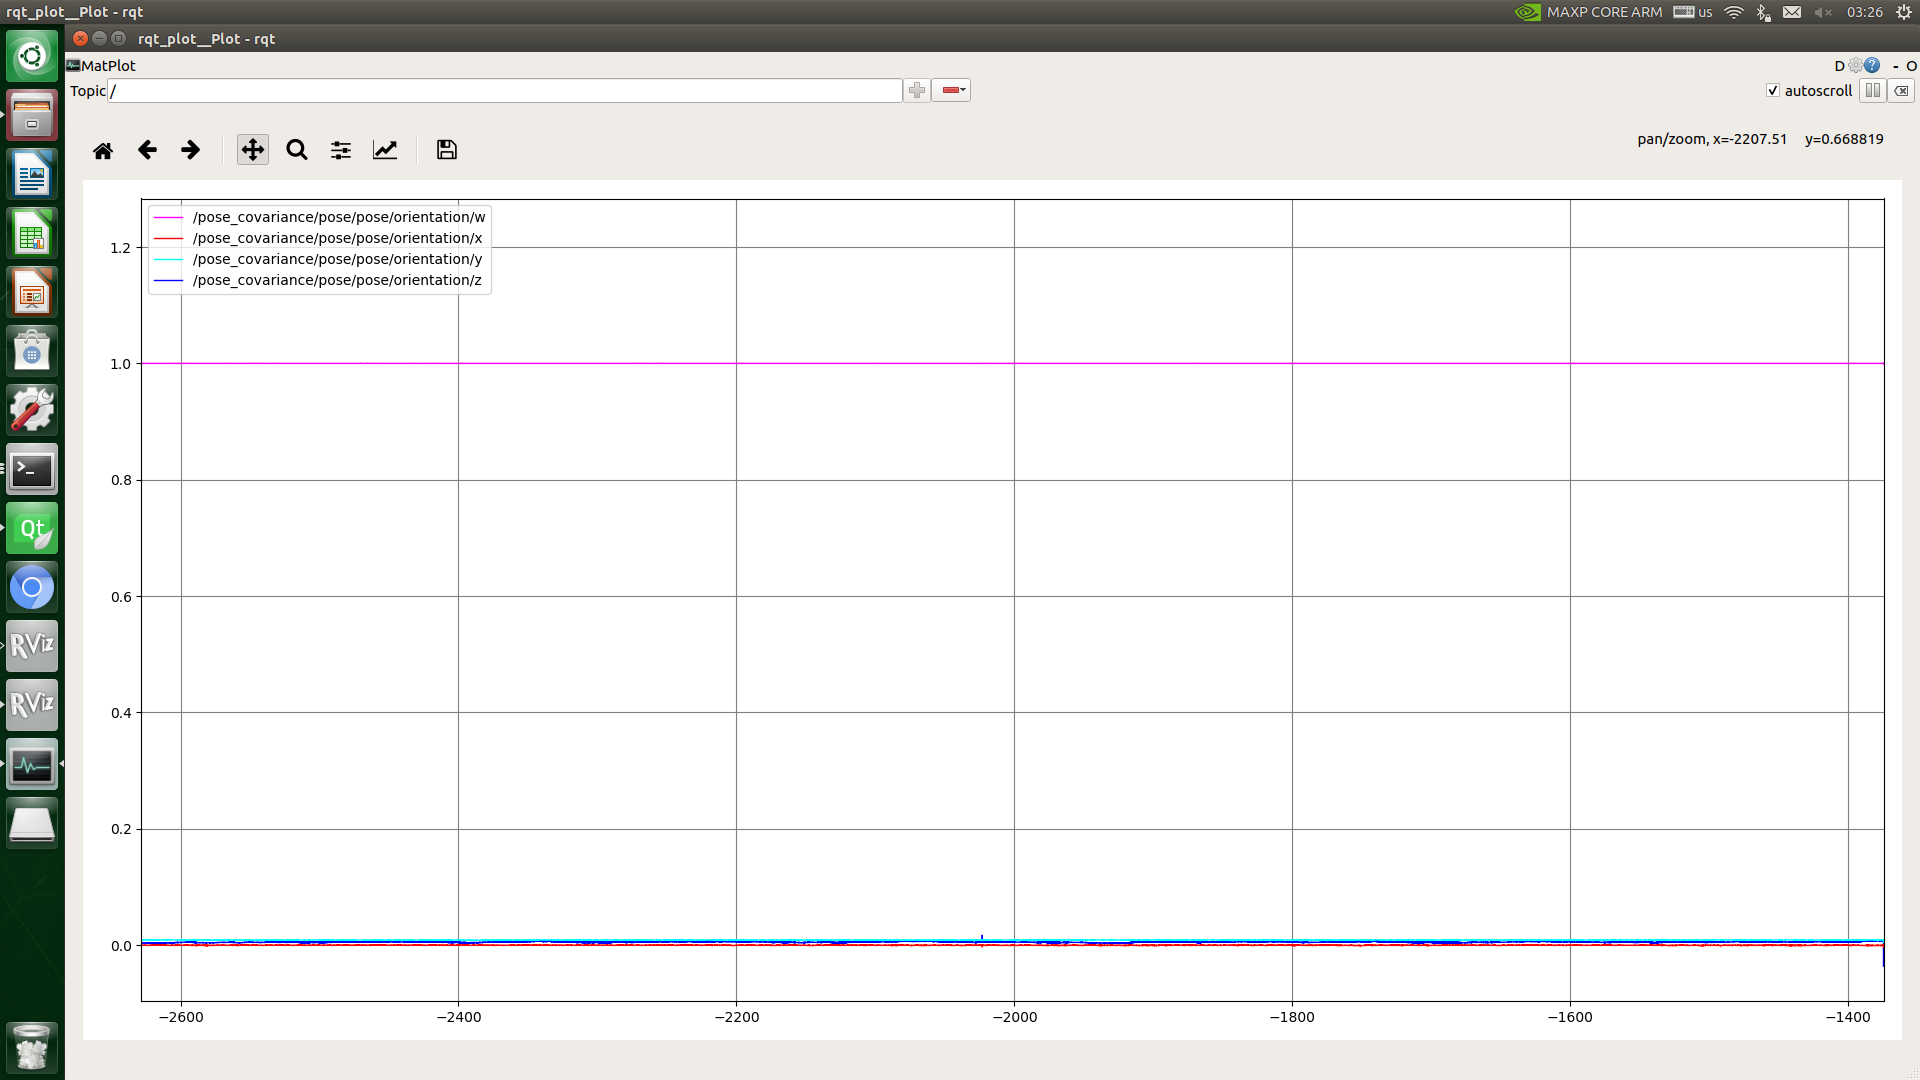 rqt_plot__Plot - rqt
MAXP CORE ARM us 03:26
rqt_plot__Plot - rqt
MatPlot
D ? - O
Topic /
autoscroll
pan/zoom, x=-2207.51 y=0.668819
/pose_covariance/pose/pose/orientation/w
/pose_covariance/pose/pose/orientation/x
/pose_covariance/pose/pose/orientation/y
/pose_covariance/pose/pose/orientation/z
1.2
1.0
0.8
0.6
0.4
0.2
0.0
−2600 −2400 −2200 −2000 −1800 −1600 −1400
>_
Qt
RViz
RViz